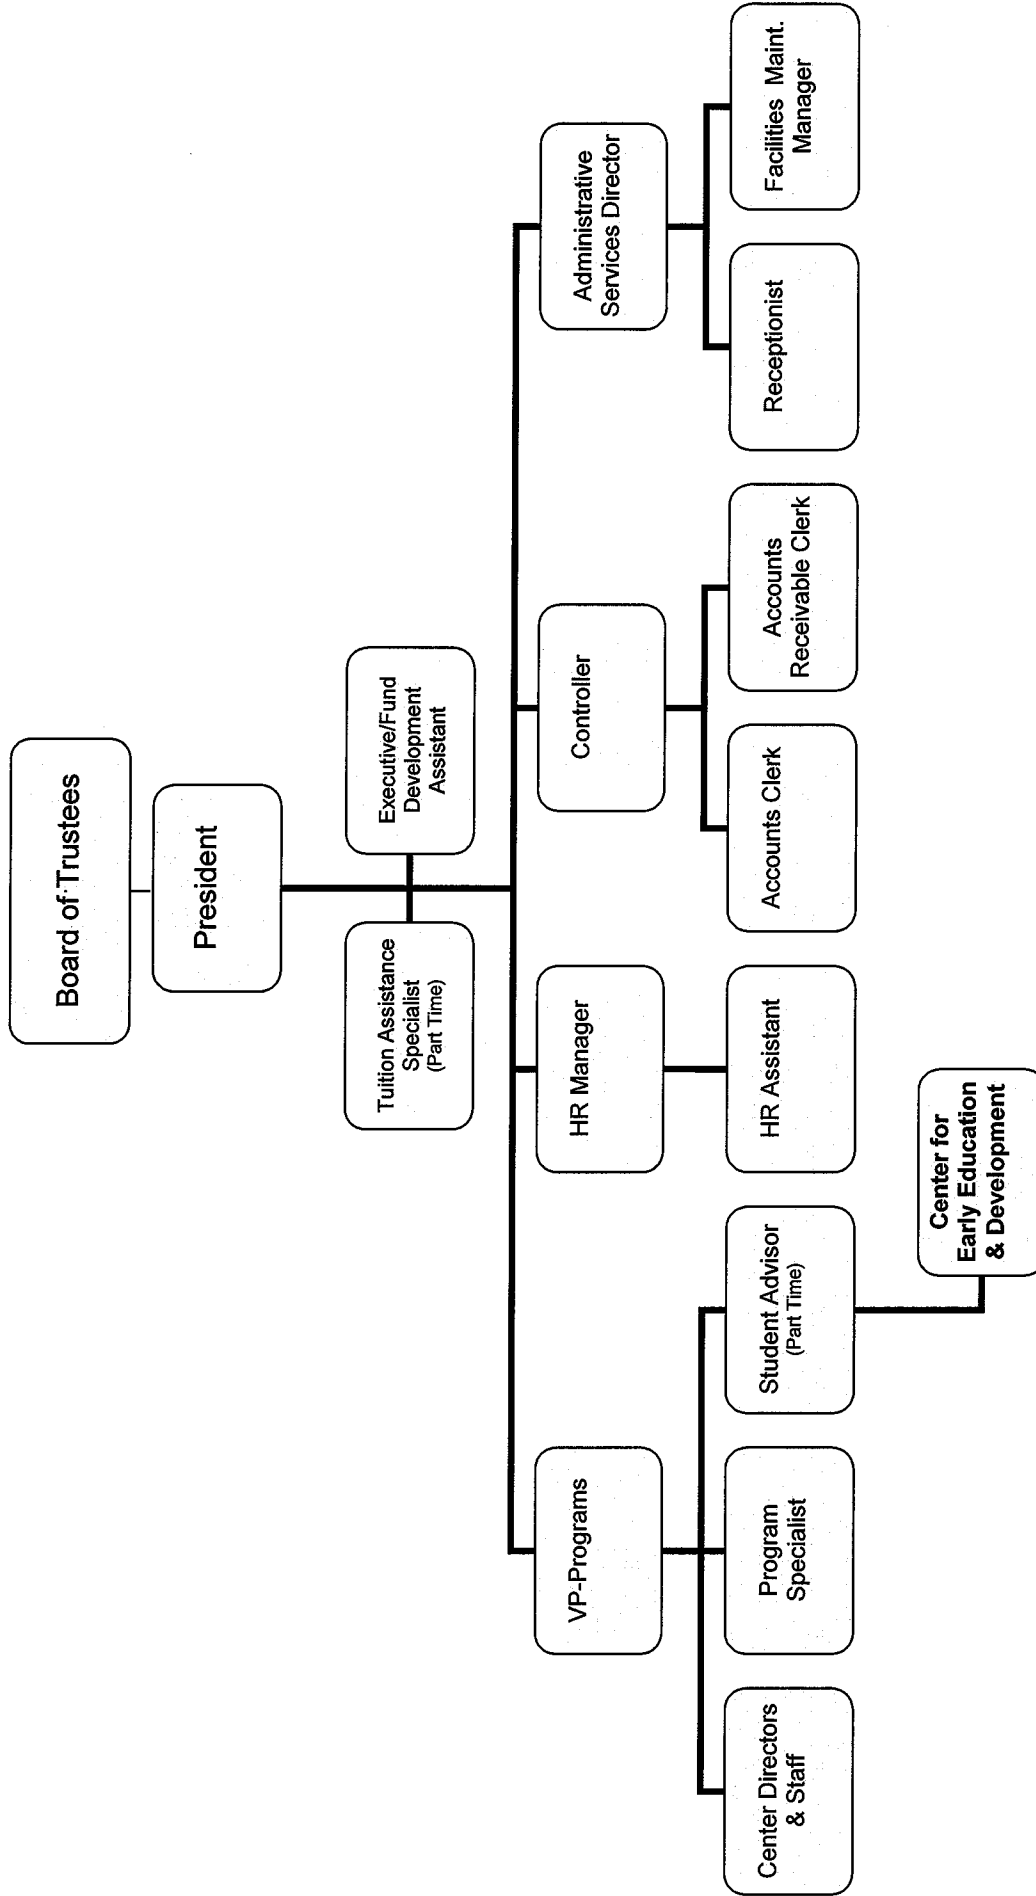 Board of Trustees
President
Tuition Assistance
Specialist
(Part Time)
Executive/Fund
Development
Assistant
VP-Programs
HR Manager
Controller
Administrative
Services Director
Center Directors
& Staff
Program
Specialist
Student Advisor
(Part Time)
HR Assistant
Accounts Clerk
Accounts
Receivable Clerk
Receptionist
Facilities Maint.
Manager
Center for
Early Education
& Development